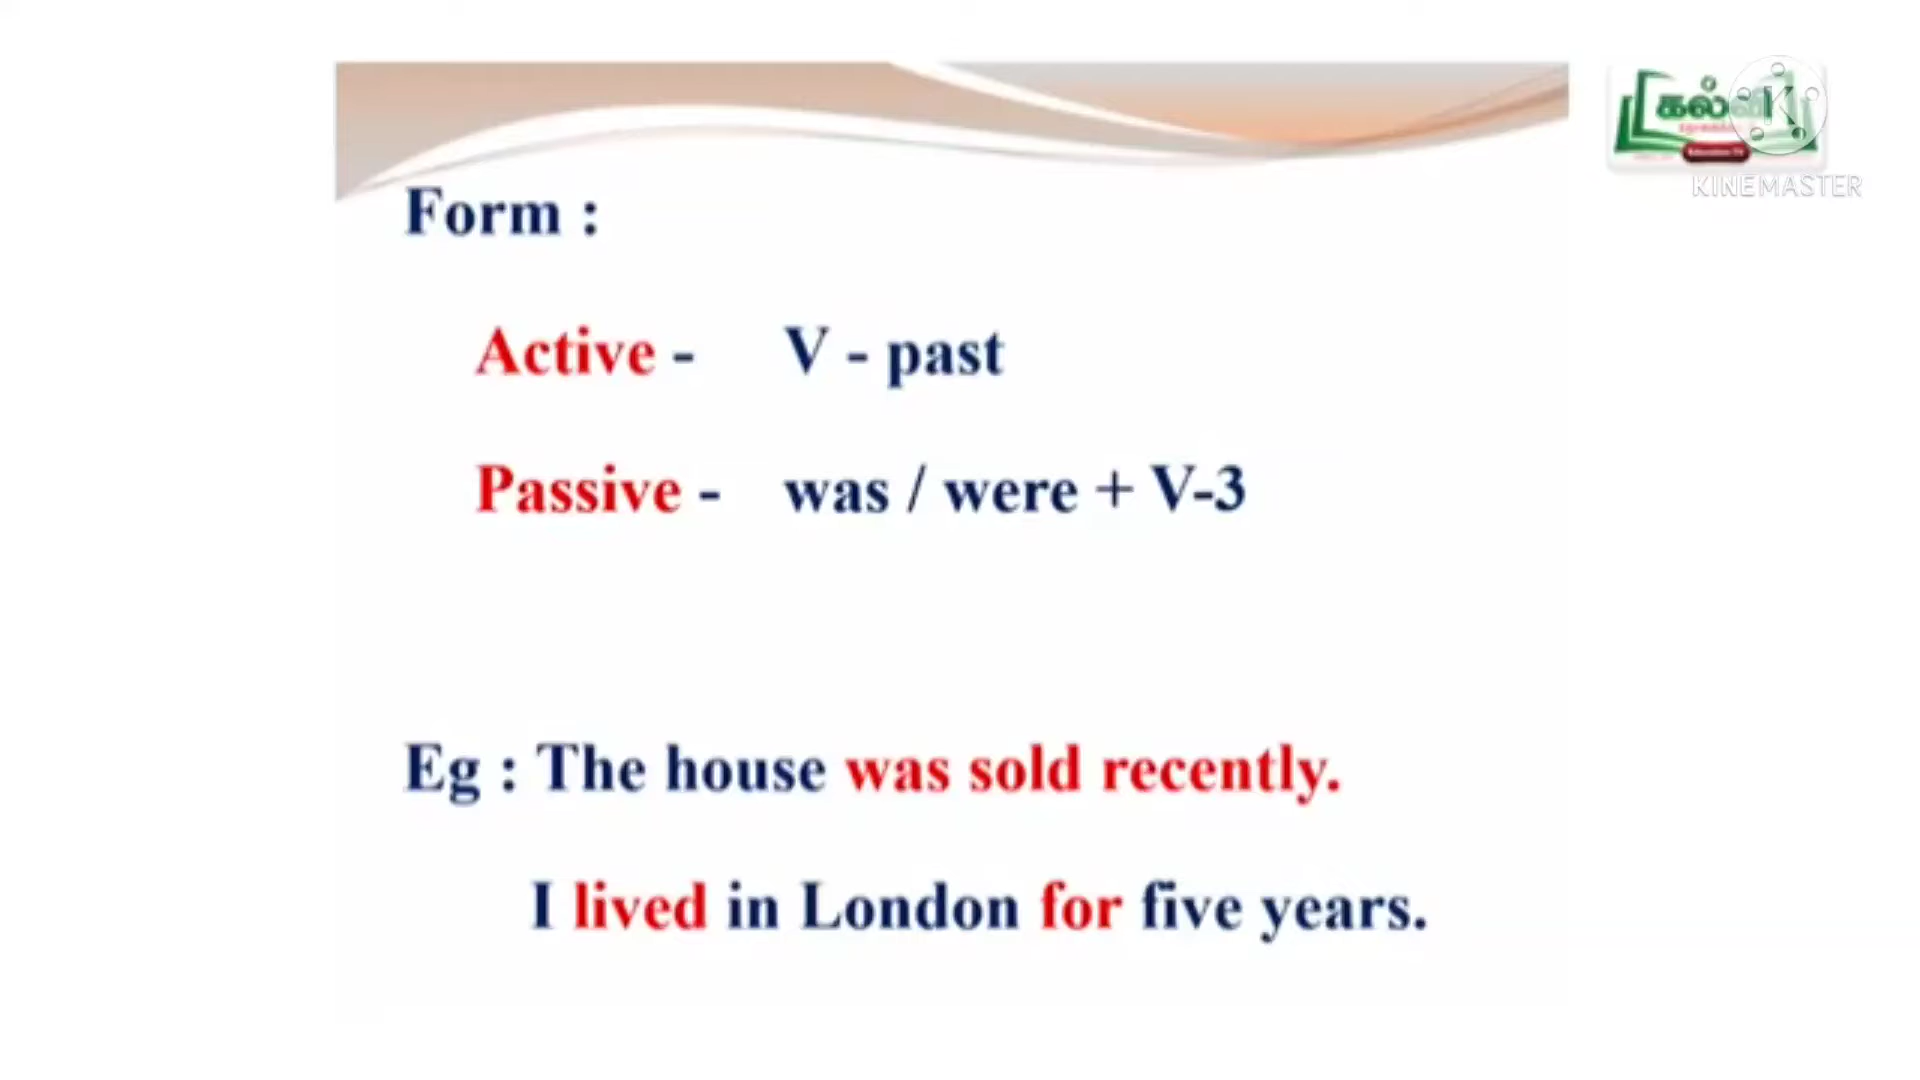 கல்வி
KINEMASTER
Form :
Active - V - past
Passive - was / were + V-3
Eg : The house was sold recently.
I lived in London for five years.